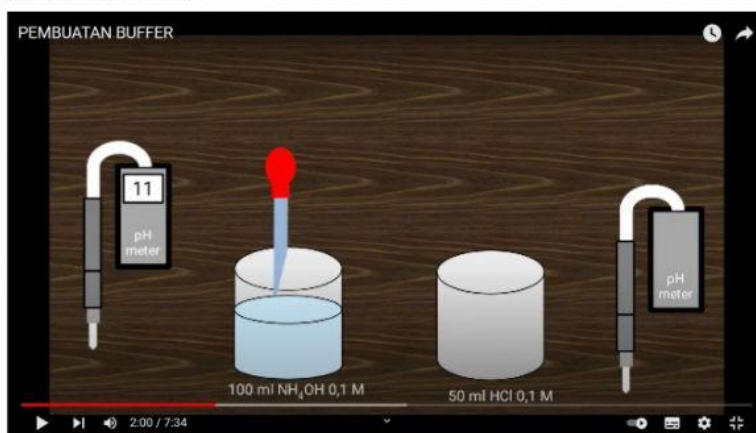 PEMBUATAN BUFFER
11
pH
meter
pH
meter
100 ml NH₄OH 0,1 M
50 ml HCl 0,1 M
2:00 / 7:34